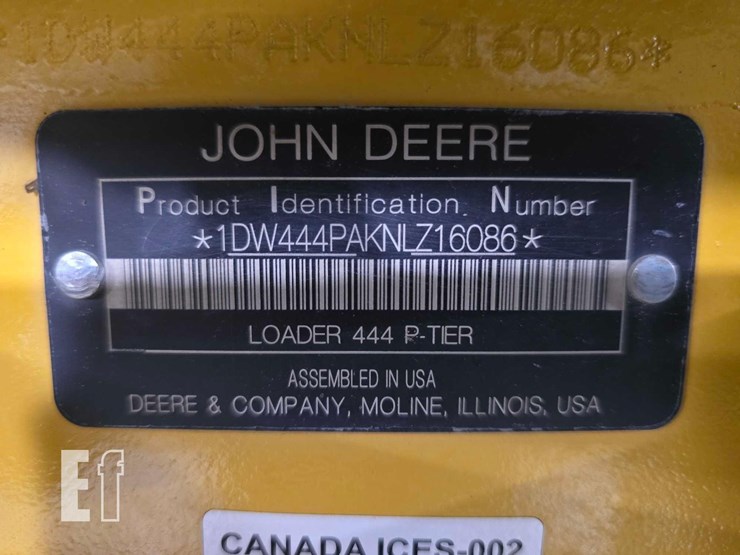 *1DW444PAKNLZ16086*
JOHN DEERE
Product Identification Number
*1DW444PAKNLZ16086*
LOADER 444 P-TIER
ASSEMBLED IN USA
DEERE & COMPANY, MOLINE, ILLINOIS, USA
Ef
CANADA ICES-002